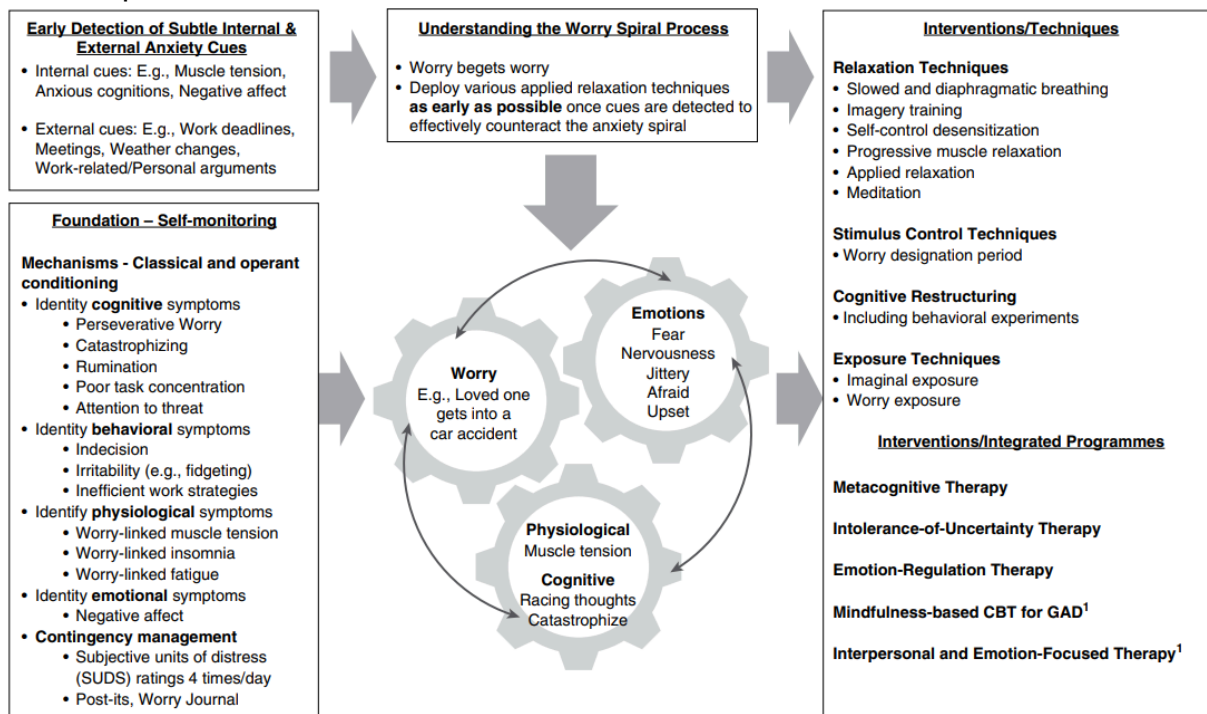 Early Detection of Subtle Internal &
External Anxiety Cues
• Internal cues: E.g., Muscle tension,
Anxious cognitions, Negative affect
• External cues: E.g., Work deadlines,
Meetings, Weather changes,
Work-related/Personal arguments
Foundation – Self-monitoring
Mechanisms - Classical and operant
conditioning
• Identity cognitive symptoms
• Perseverative Worry
• Catastrophizing
• Rumination
• Poor task concentration
• Attention to threat
• Identity behavioral symptoms
• Indecision
• Irritability (e.g., fidgeting)
• Inefficient work strategies
• Identify physiological symptoms
• Worry-linked muscle tension
• Worry-linked insomnia
• Worry-linked fatigue
• Identity emotional symptoms
• Negative affect
• Contingency management
• Subjective units of distress
(SUDS) ratings 4 times/day
• Post-its, Worry Journal
Understanding the Worry Spiral Process
• Worry begets worry
• Deploy various applied relaxation techniques
as early as possible once cues are detected to
effectively counteract the anxiety spiral
Worry
E.g., Loved one
gets into a
car accident
Emotions
Fear
Nervousness
Jittery
Afraid
Upset
Physiological
Muscle tension
Cognitive
Racing thoughts
Catastrophize
Interventions/Techniques
Relaxation Techniques
• Slowed and diaphragmatic breathing
• Imagery training
• Self-control desensitization
• Progressive muscle relaxation
• Applied relaxation
• Meditation
Stimulus Control Techniques
• Worry designation period
Cognitive Restructuring
• Including behavioral experiments
Exposure Techniques
• Imaginal exposure
• Worry exposure
Interventions/Integrated Programmes
Metacognitive Therapy
Intolerance-of-Uncertainty Therapy
Emotion-Regulation Therapy
Mindfulness-based CBT for GAD¹
Interpersonal and Emotion-Focused Therapy¹